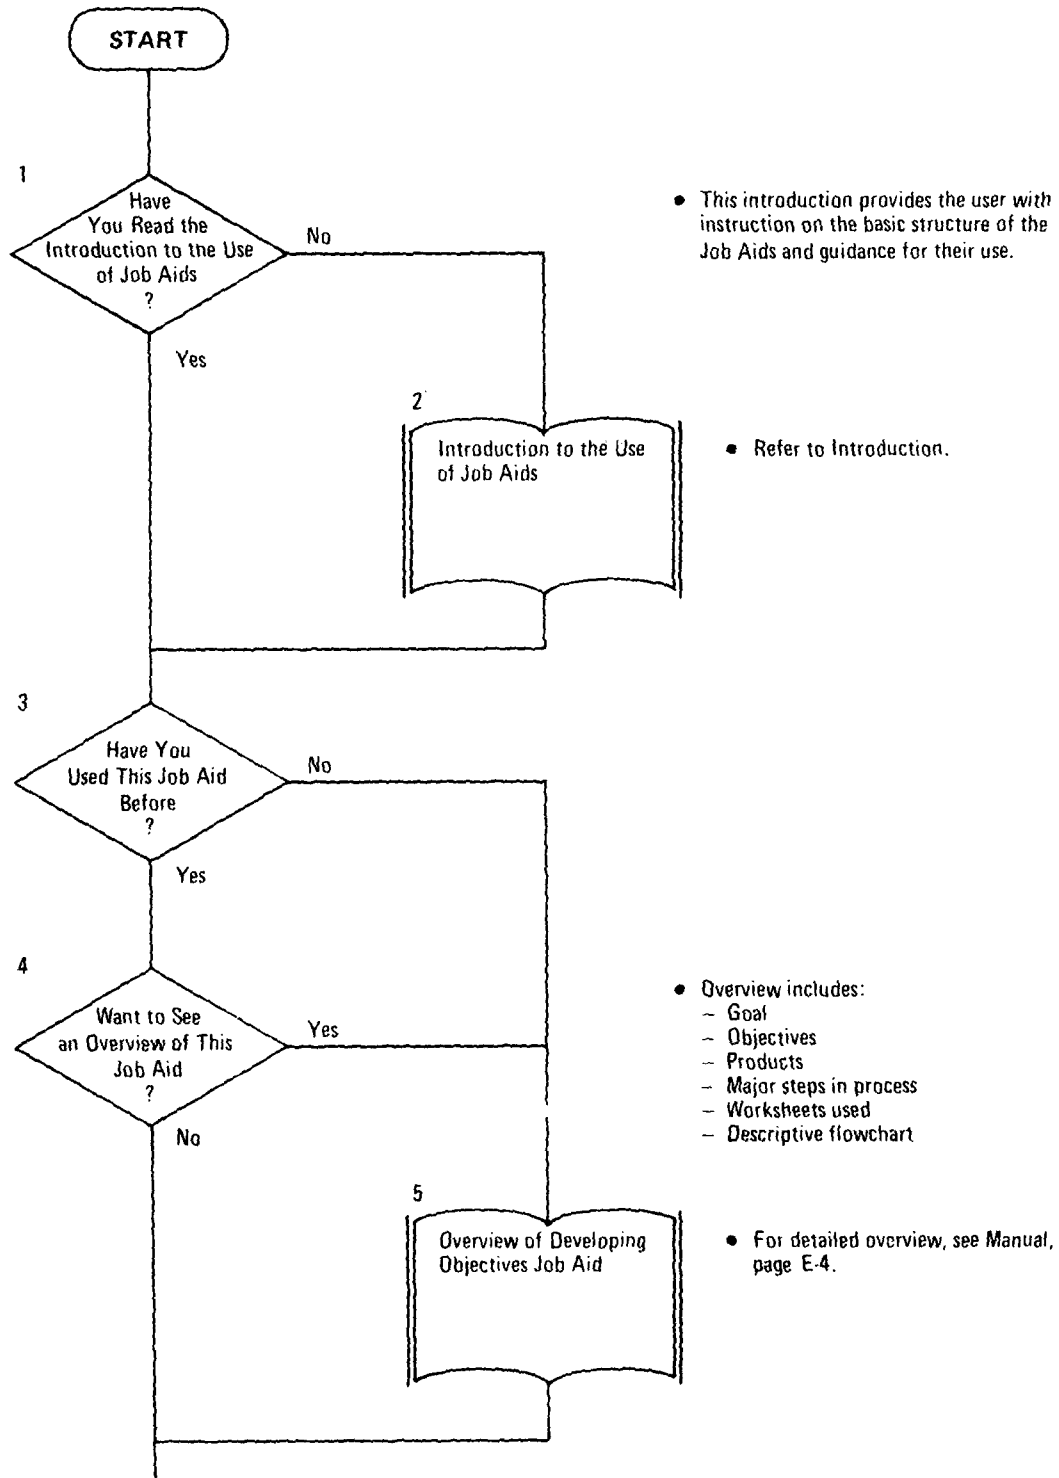 START
1
Have
You Read the
Introduction to the Use
of Job Aids
?
No
Yes
• This introduction provides the user with
instruction on the basic structure of the
Job Aids and guidance for their use.
2
Introduction to the Use
of Job Aids
• Refer to Introduction.
3
Have You
Used This Job Aid
Before
?
No
Yes
4
Want to See
an Overview of This
Job Aid
?
Yes
No
• Overview includes:
– Goal
– Objectives
– Products
– Major steps in process
– Worksheets used
– Descriptive flowchart
5
Overview of Developing
Objectives Job Aid
• For detailed overview, see Manual,
page E-4.